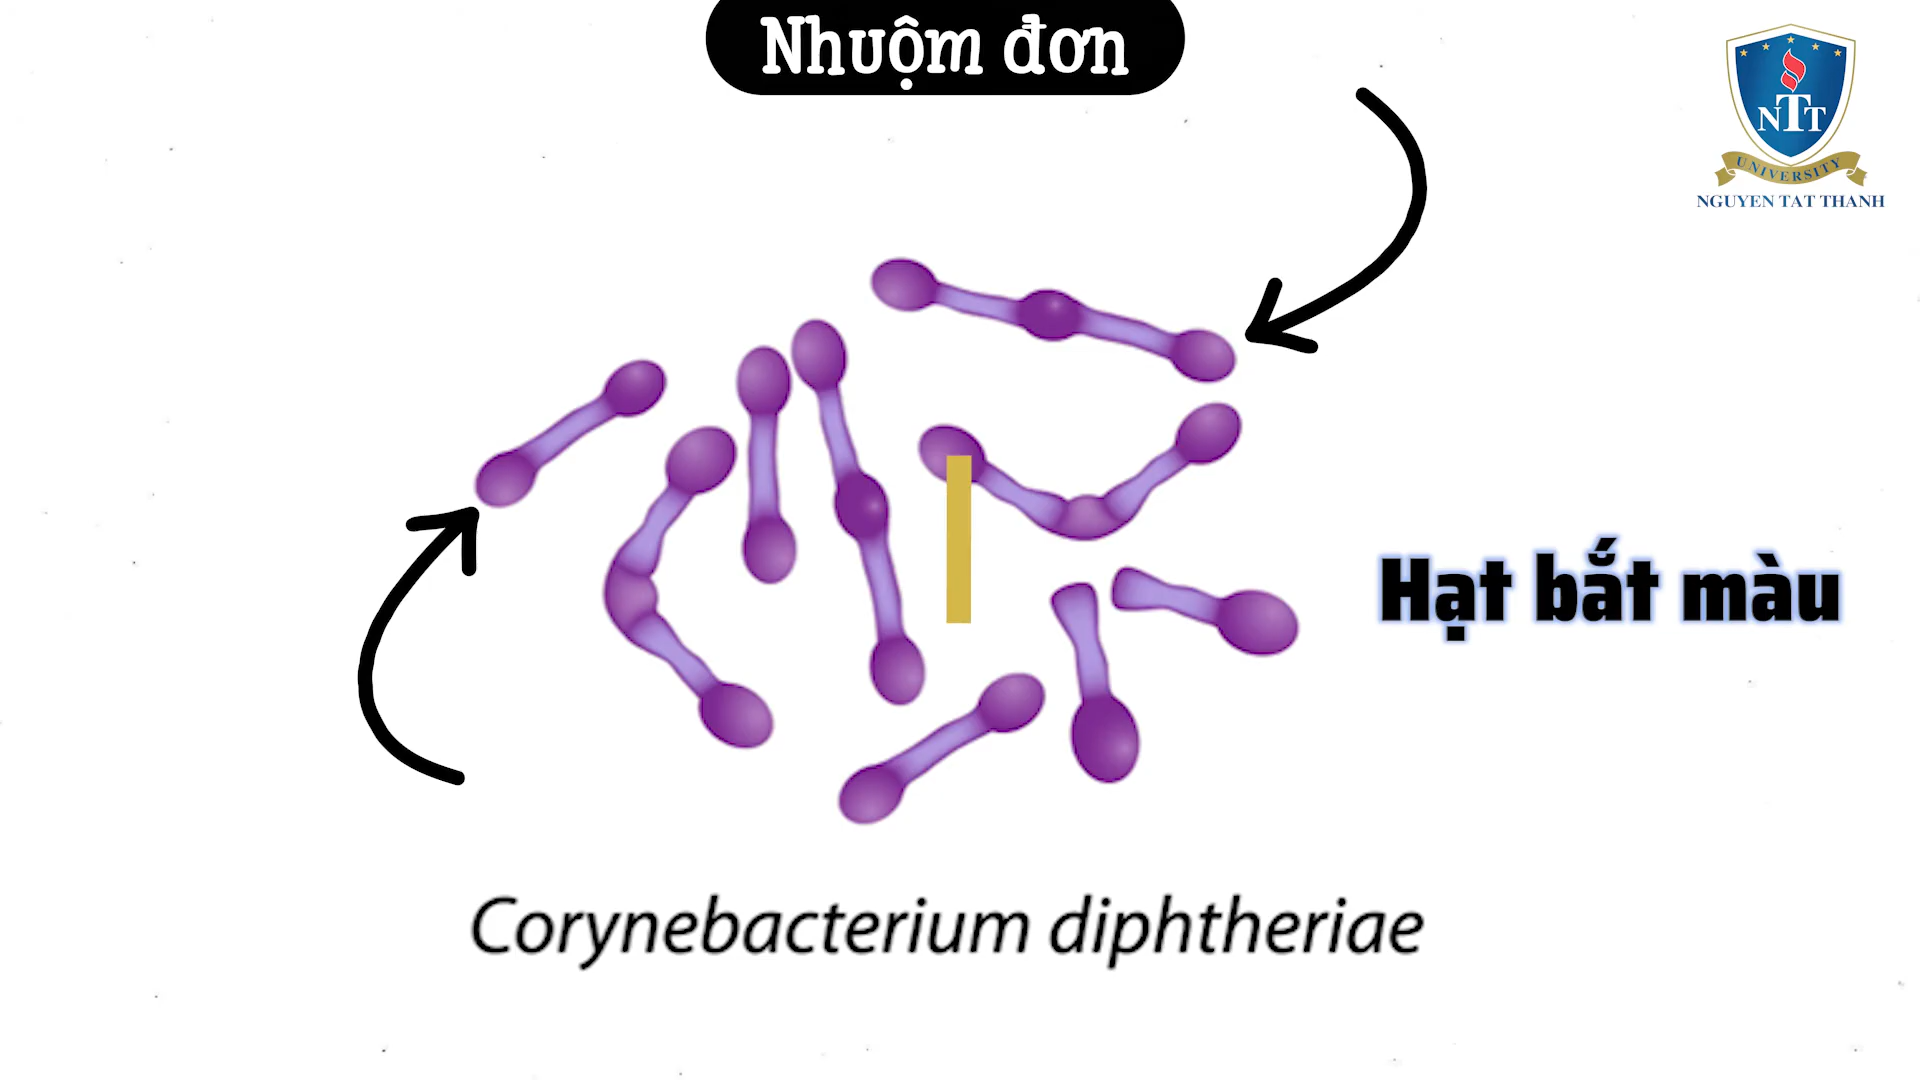 Nhuộm đơn
NTT
UNIVERSITY
NGUYEN TAT THANH
Hạt bắt màu
Corynebacterium diphtheriae